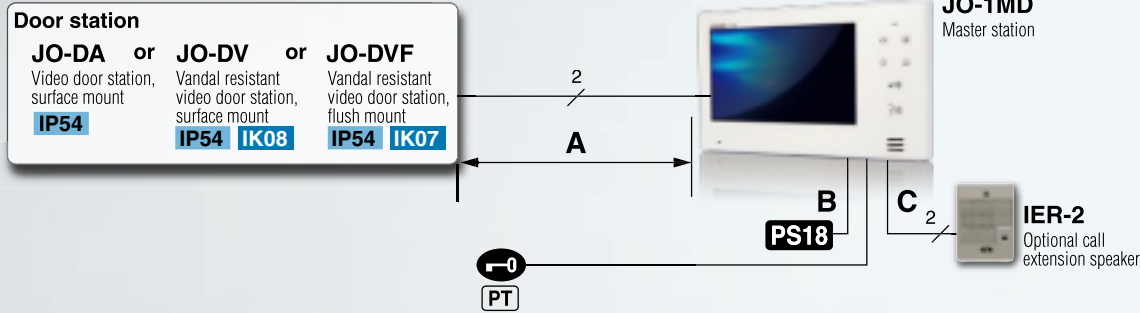 Door station
JO-DA or JO-DV or JO-DVF
Video door station,
surface mount
IP54
Vandal resistant
video door station,
surface mount
IP54 IK08
Vandal resistant
video door station,
flush mount
IP54 IK07
2
A
JO-1MD
Master station
B
PS18
C
2
IER-2
Optional call
extension speaker
PT